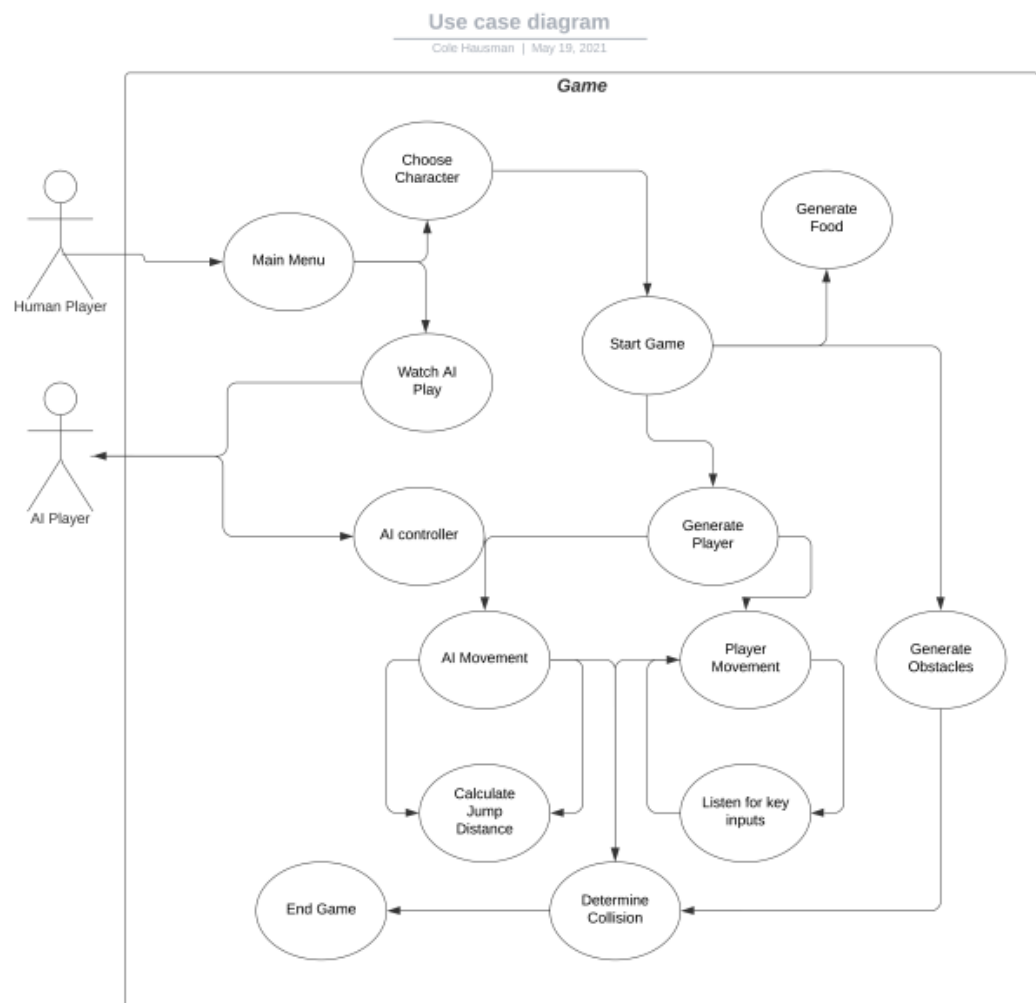 Use case diagram
Cole Hausman | May 19, 2021
Game
Choose
Character
Generate
Food
Main Menu
Human Player
Start Game
Watch AI
Play
AI Player
AI controller
Generate
Player
AI Movement
Player
Movement
Generate
Obstacles
Calculate
Jump
Distance
Listen for key
inputs
End Game
Determine
Collision